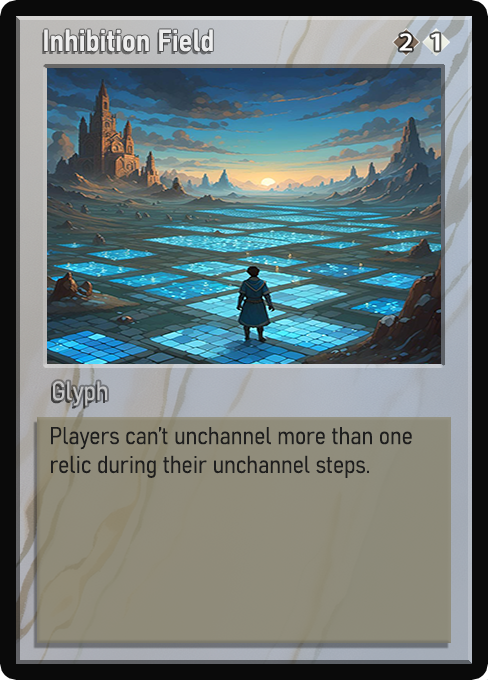 Inhibition Field 2 1
Glyph
Players can't unchannel more than one
relic during their unchannel steps.